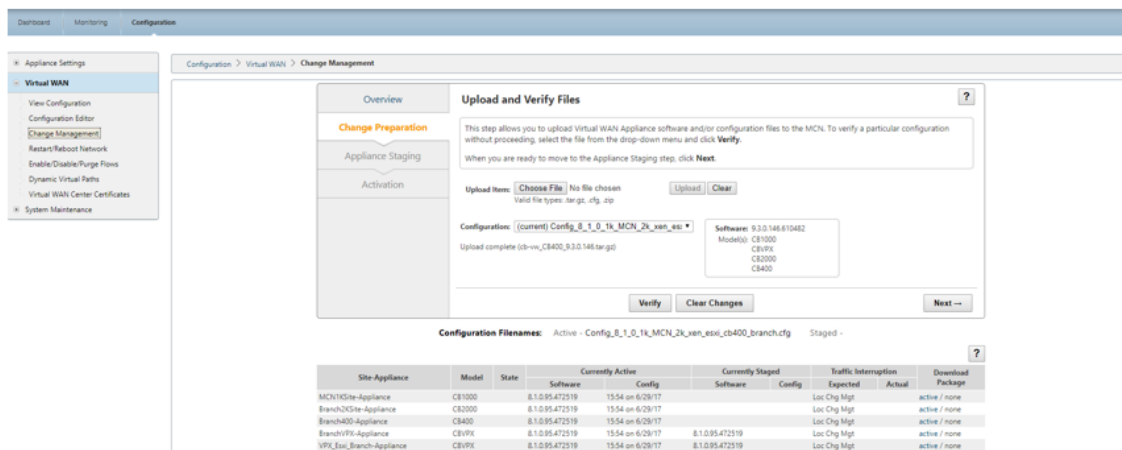 Dashboard Monitoring Configuration
Appliance Settings
Virtual WAN
View Configuration
Configuration Editor
Change Management
Restart/Reboot Network
Enable/Disable/Purge Flows
Dynamic Virtual Paths
Virtual WAN Center Certificates
System Maintenance
Configuration > Virtual WAN > Change Management
Overview
Change Preparation
Appliance Staging
Activation
Upload and Verify Files ?
This step allows you to upload Virtual WAN Appliance software and/or configuration files to the MCN. To verify a particular configuration
without proceeding, select the file from the drop-down menu and click Verify.
When you are ready to move to the Appliance Staging step, click Next.
Upload Item: Choose File No file chosen Upload Clear
Valid file types: .tar.gz, .cfg, .zip
Configuration: (current) Config_8_1_0_1k_MCN_2k_xen_es:
Upload complete (cb-vw_CB400_9.3.0.146.tar.gz)
Software: 9.3.0.146.610482
Model(s): CB1000
CBVPX
CB2000
CB400
Verify Clear Changes Next →
Configuration Filenames: Active - Config_8_1_0_1k_MCN_2k_xen_esxi_cb400_branch.cfg Staged -
?
Site-Appliance Model State Currently Active Currently Staged Traffic Interruption Download Package
Software Config Software Config Expected Actual
MCN1KSite-Appliance CB1000 8.1.0.95.472519 15:54 on 6/29/17 Loc Chg Mgt active / none
Branch2KSite-Appliance CB2000 8.1.0.95.472519 15:54 on 6/29/17 Loc Chg Mgt active / none
Branch400-Appliance CB400 8.1.0.95.472519 15:54 on 6/29/17 Loc Chg Mgt active / none
BranchVPX-Appliance CBVPX 8.1.0.95.472519 15:54 on 6/29/17 8.1.0.95.472519 Loc Chg Mgt active / none
VPX_Esxi_Branch-Appliance CBVPX 8.1.0.95.472519 15:54 on 6/29/17 8.1.0.95.472519 Loc Chg Mgt active / none